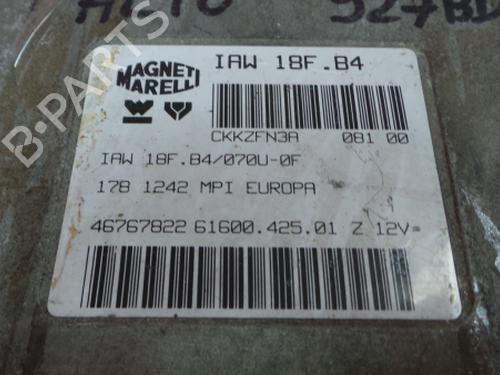 MAGNETI
MARELLI
IAW 18F.B4
CKKZFN3A 081 00
IAW 18F.B4/070U-0F
178 1242 MPI EUROPA
46767822 61600.425.01 Z 12V=